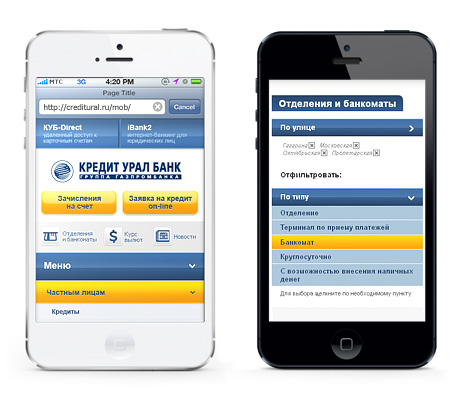 МТС 3G 4:20 PM
Page Title
http://creditural.ru/mob/ Cancel
КУБ-Direct
удаленный доступ к
карточным счетам
iBank2
интернет-банкинг для
юридических лиц
КРЕДИТ УРАЛ БАНК
ГРУППА ГАЗПРОМБАНКА
Зачисления
на счет
Заявка на кредит
on-line
Отделения
и банкоматы
Курс
валют
Новости
Меню
Частным лицам
Кредиты
Отделения и банкоматы
По улице
Гагарина Московская
Октябрьская Пролетарская
Отфильтровать:
По типу
Отделение
Терминал по приему платежей
Банкомат
Круглосуточно
С возможностью внесения наличных
денег
Для выбора щелкните по необходимому пункту